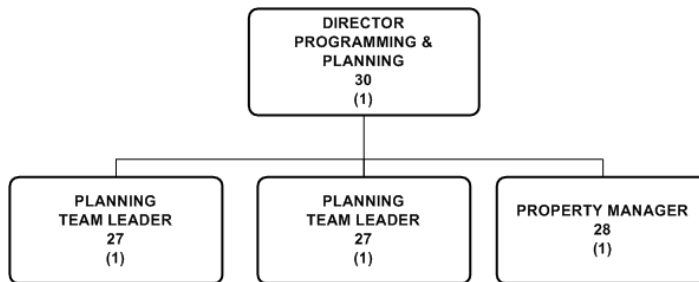 DIRECTOR
PROGRAMMING &
PLANNING
30
(1)
PLANNING
TEAM LEADER
27
(1)
PLANNING
TEAM LEADER
27
(1)
PROPERTY MANAGER
28
(1)